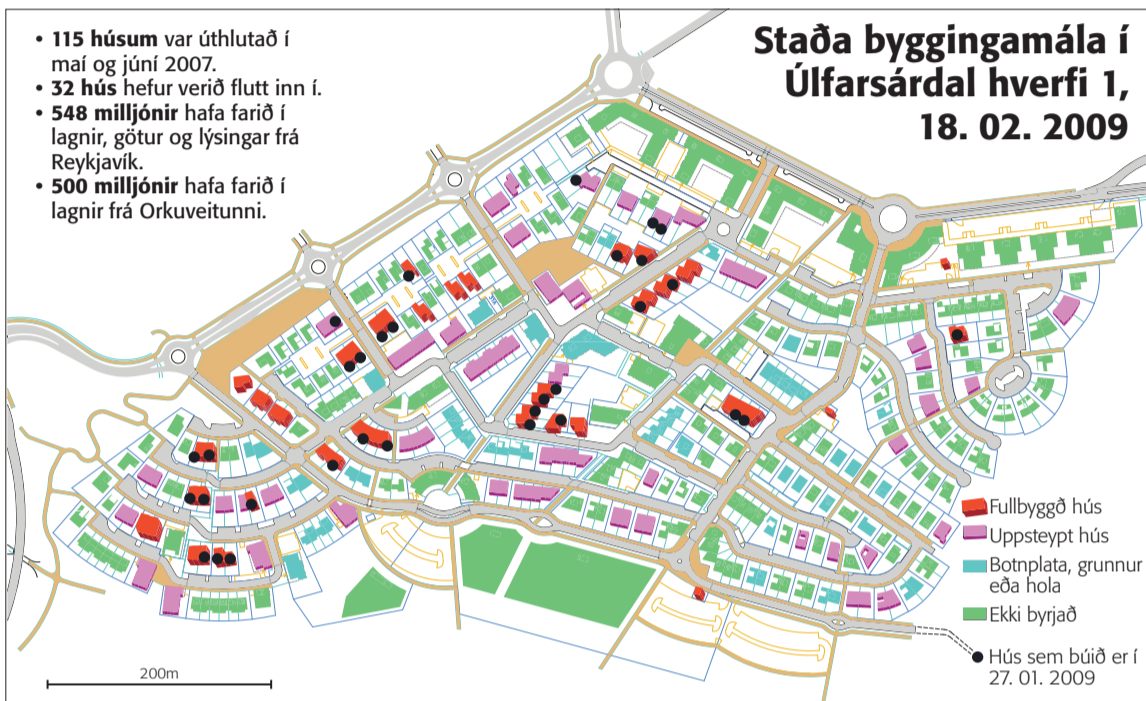 • 115 húsum var úthlutað í
maí og júní 2007.
• 32 hús hefur verið flutt inn í.
• 548 milljónir hafa farið í
lagnir, götur og lýsingar frá
Reykjavík.
• 500 milljónir hafa farið í
lagnir frá Orkuveitunni.
Staða byggingamála í
Úlfarsárdal hverfi 1,
18. 02. 2009
Fullbyggð hús
Uppsteypt hús
Botnplata, grunnur
eða hola
Ekki byrjað
Hús sem búið er í
27. 01. 2009
200m